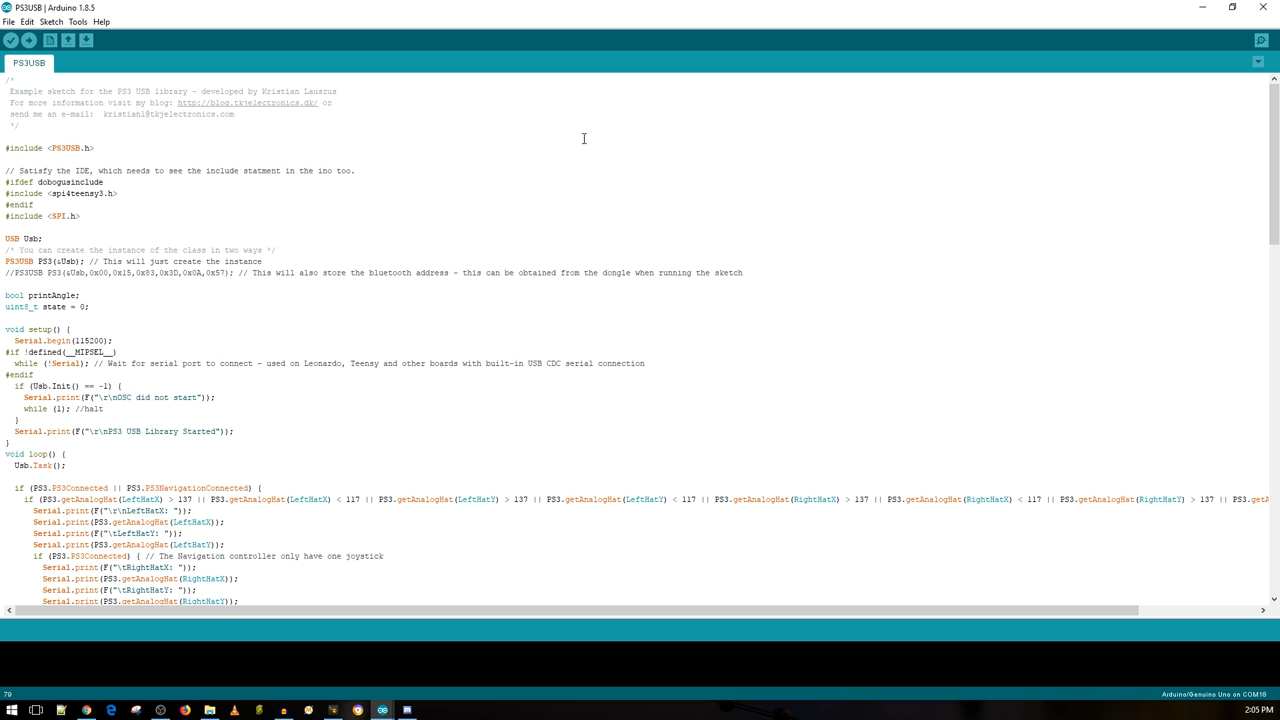 PS3USB | Arduino 1.8.5
File Edit Sketch Tools Help
PS3USB
/*
Example sketch for the PS3 USB library - developed by Kristian Lauszus
For more information visit my blog: http://blog.tkjelectronics.dk/ or
send me an e-mail:  kristianl@tkjelectronics.com
*/
#include <PS3USB.h>
// Satisfy the IDE, which needs to see the include statment in the ino too.
#ifdef dobogusinclude
#include <spi4teensy3.h>
#endif
#include <SPI.h>
USB Usb;
/* You can create the instance of the class in two ways */
PS3USB PS3(&Usb); // This will just create the instance
//PS3USB PS3(&Usb,0x00,0x15,0x83,0x3D,0x0A,0x57); // This will also store the bluetooth address - this can be obtained from the dongle when running the sketch
bool printAngle;
uint8_t state = 0;
void setup() {
Serial.begin(115200);
#if !defined(__MIPSEL__)
while (!Serial); // Wait for serial port to connect - used on Leonardo, Teensy and other boards with built-in USB CDC serial connection
#endif
if (Usb.Init() == -1) {
Serial.print(F("\r\nOSC did not start"));
while (1); //halt
}
Serial.print(F("\r\nPS3 USB Library Started"));
}
void loop() {
Usb.Task();
if (PS3.PS3Connected || PS3.PS3NavigationConnected) {
if (PS3.getAnalogHat(LeftHatX) > 137 || PS3.getAnalogHat(LeftHatX) < 117 || PS3.getAnalogHat(LeftHatY) > 137 || PS3.getAnalogHat(LeftHatY) < 117 || PS3.getAnalogHat(RightHatX) > 137 || PS3.getAnalogHat(RightHatX) < 117 || PS3.getAnalogHat(RightHatY) > 137 || PS3.getA
Serial.print(F("\r\nLeftHatX: "));
Serial.print(PS3.getAnalogHat(LeftHatX));
Serial.print(F("\tLeftHatY: "));
Serial.print(PS3.getAnalogHat(LeftHatY));
if (PS3.PS3Connected) { // The Navigation controller only have one joystick
Serial.print(F("\tRightHatX: "));
Serial.print(PS3.getAnalogHat(RightHatX));
Serial.print(F("\tRightHatY: "));
Serial.print(PS3.getAnalogHat(RightHatY));
79
Arduino/Genuino Uno on COM18
2:05 PM